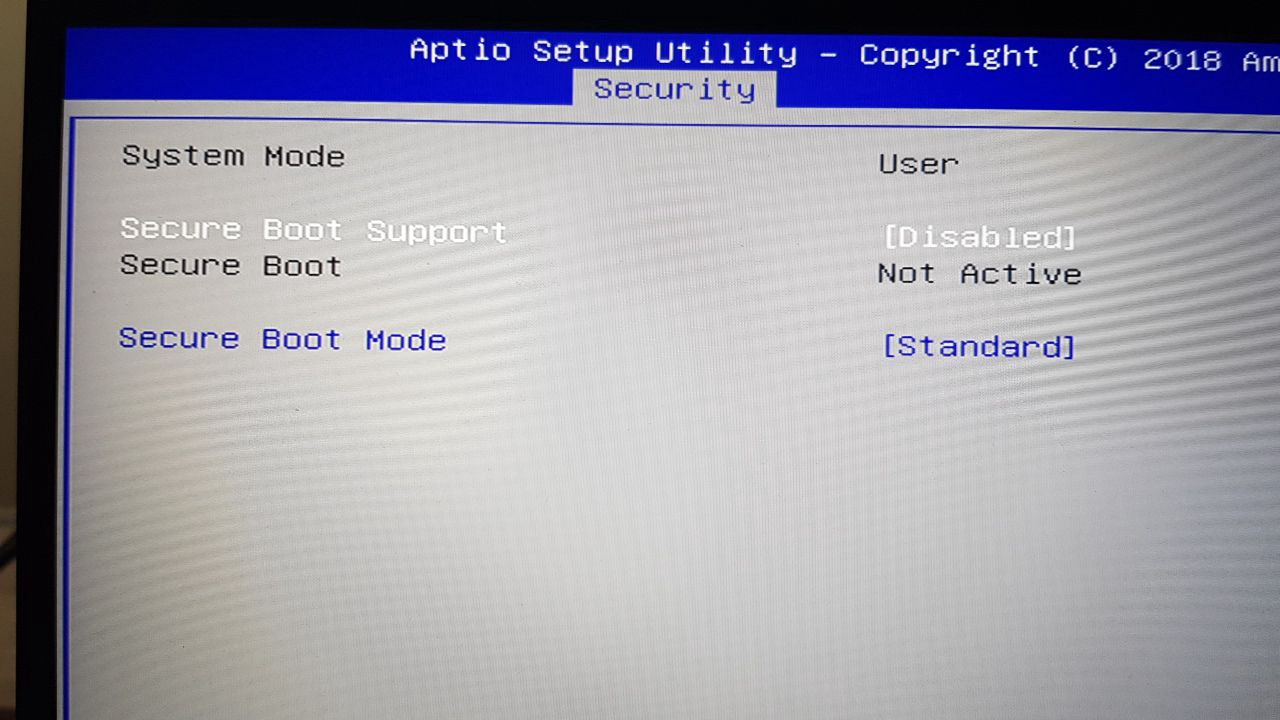 Aptio Setup Utility - Copyright (C) 2018 Am
Security
System Mode User
Secure Boot Support [Disabled]
Secure Boot Not Active
Secure Boot Mode [Standard]